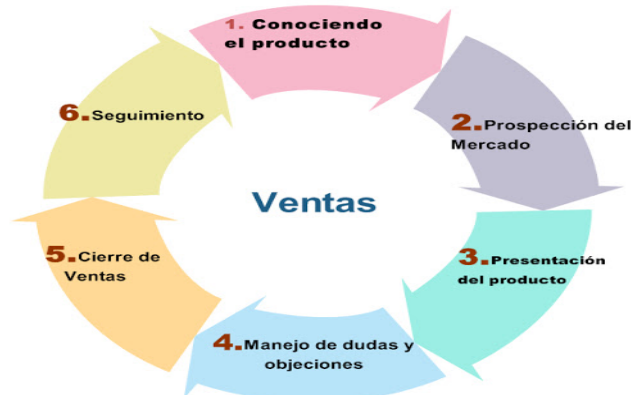 1. Conociendo
el producto
2.Prospección del
Mercado
3.Presentación
del producto
4.Manejo de dudas y
objeciones
5.Cierre de
Ventas
6.Seguimiento
Ventas